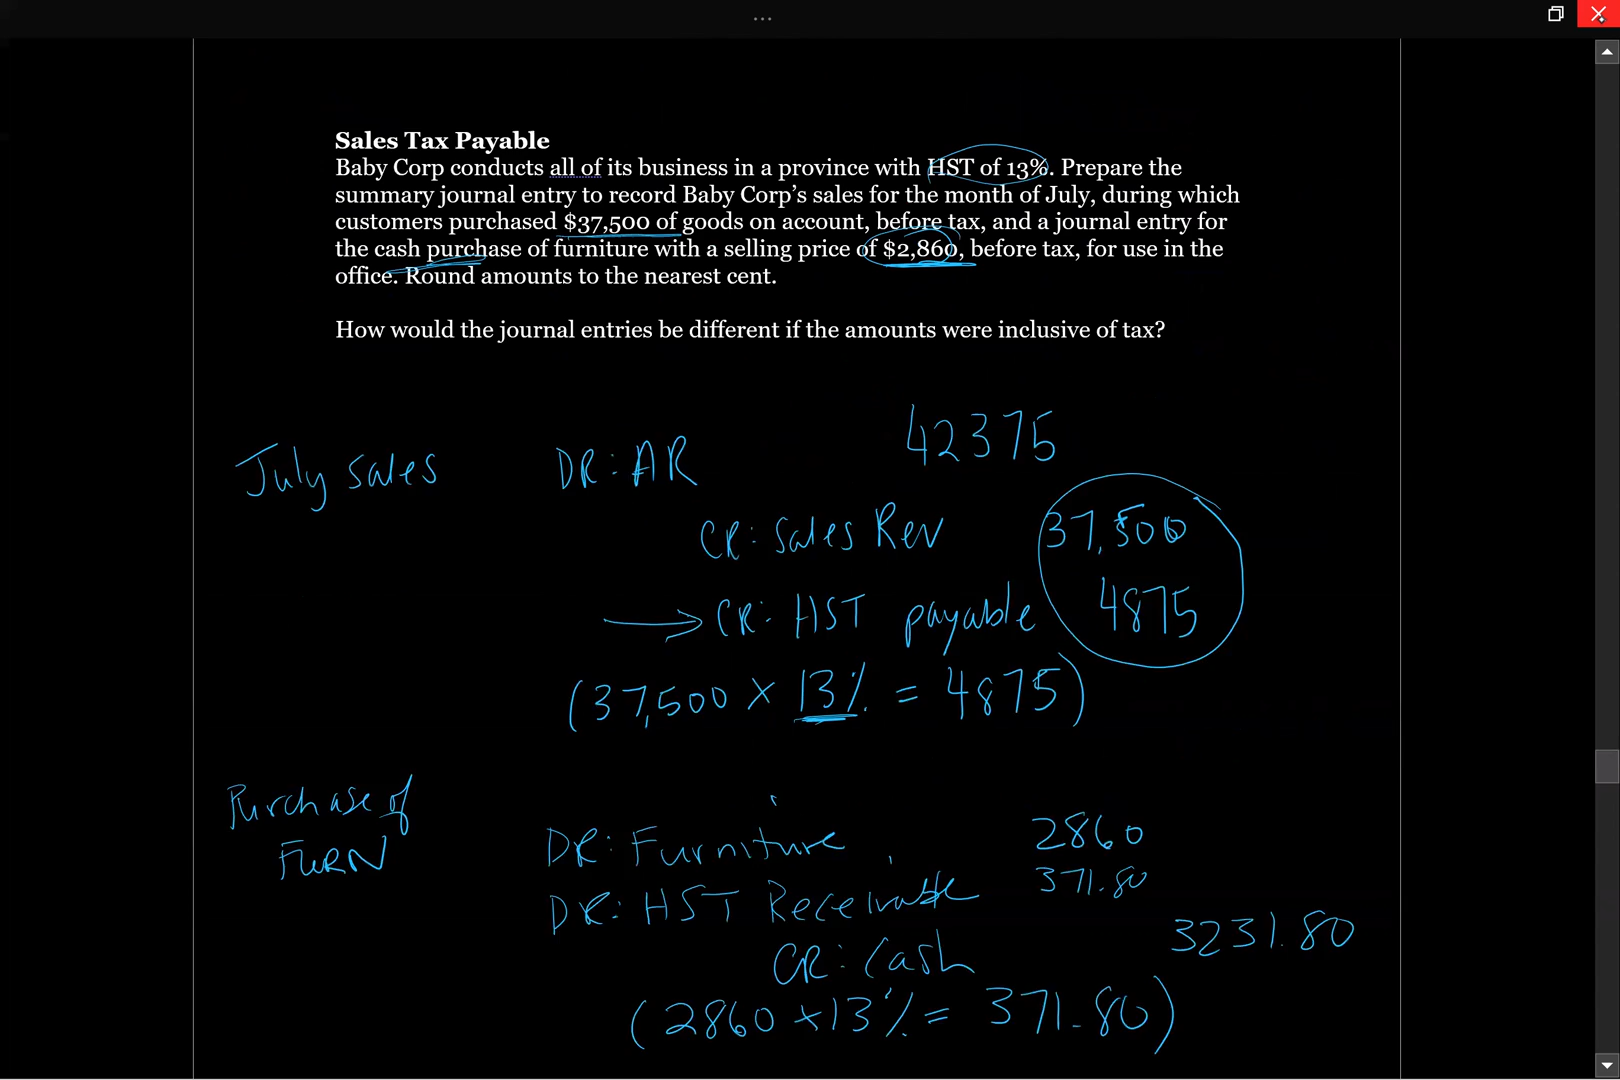 Sales Tax Payable
Baby Corp conducts all of its business in a province with HST of 13%. Prepare the
summary journal entry to record Baby Corp's sales for the month of July, during which
customers purchased $37,500 of goods on account, before tax, and a journal entry for
the cash purchase of furniture with a selling price of $2,860, before tax, for use in the
office. Round amounts to the nearest cent.
How would the journal entries be different if the amounts were inclusive of tax?
July sales DR: AR 42375
CR: Sales Rev 37,500
CR: HST payable 4875
(37,500 x 13% = 4875)
Purchase of
FURN
DR: Furniture 2860
DR: HST Receivable 371.80
CR: Cash 3231.80
(2860 x 13% = 371.80)